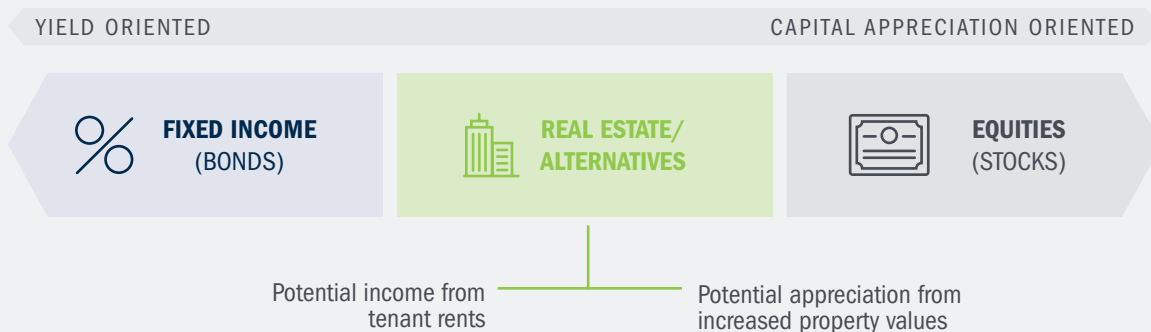 YIELD ORIENTED
CAPITAL APPRECIATION ORIENTED
FIXED INCOME
(BONDS)
REAL ESTATE/
ALTERNATIVES
EQUITIES
(STOCKS)
Potential income from
tenant rents
Potential appreciation from
increased property values